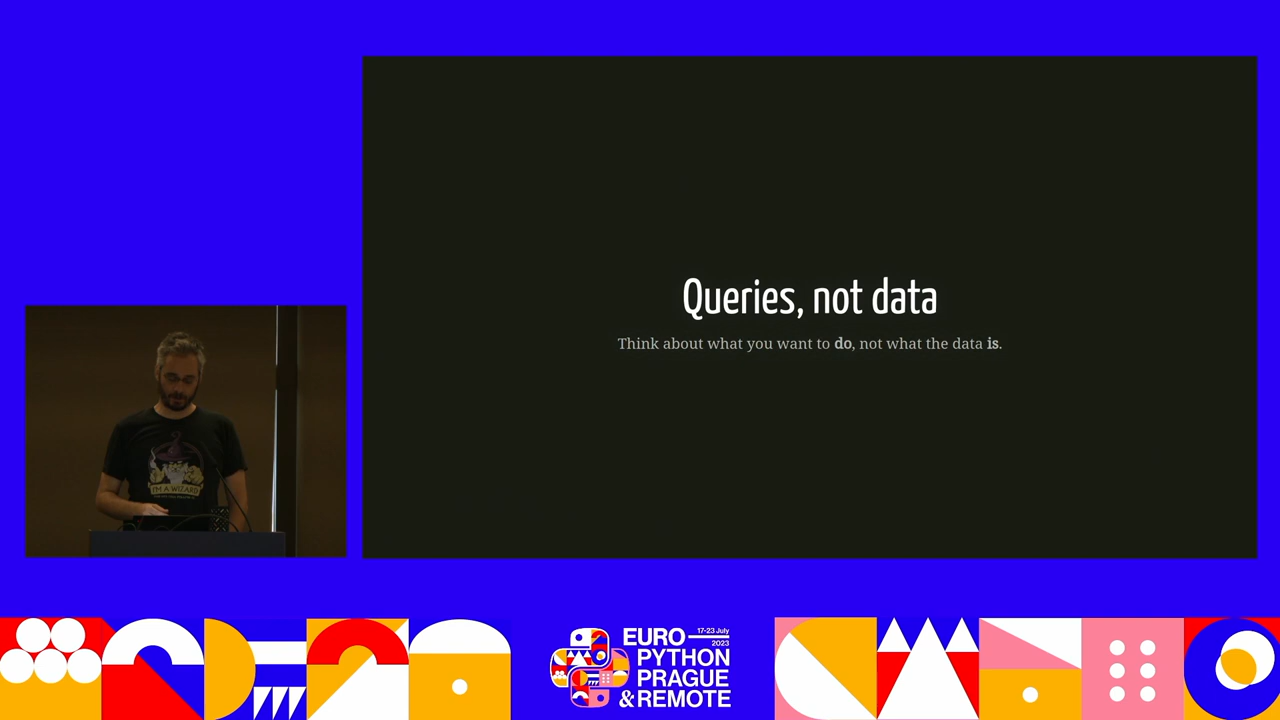 Queries, not data
Think about what you want to do, not what the data is.
I'M A WIZARD
EURO 17-23 July 2023
PYTHON
PRAGUE
& REMOTE